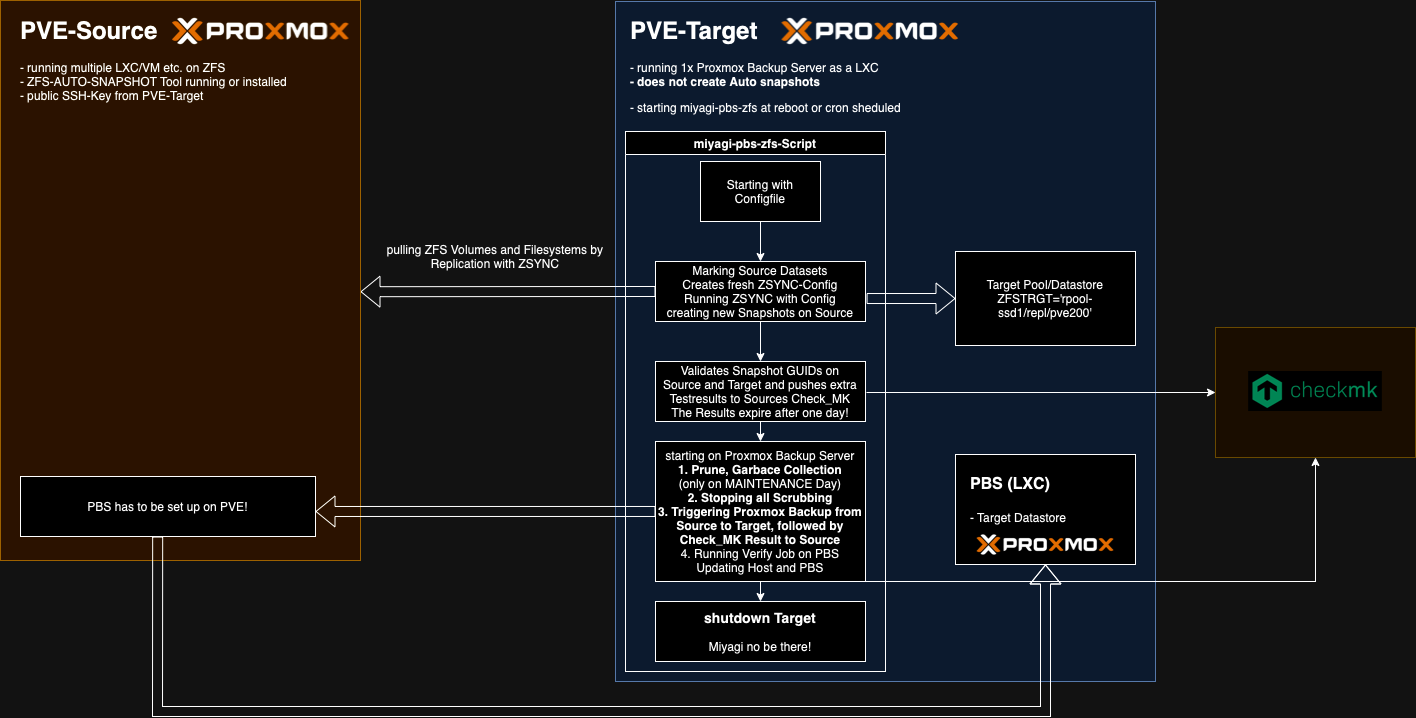 PVE-Source PROXMOX
- running multiple LXC/VM etc. on ZFS
- ZFS-AUTO-SNAPSHOT Tool running or installed
- public SSH-Key from PVE-Target
PVE-Target PROXMOX
- running 1x Proxmox Backup Server as a LXC
- does not create Auto snapshots
- starting miyagi-pbs-zfs at reboot or cron sheduled
miyagi-pbs-zfs-Script
Starting with
Configfile
pulling ZFS Volumes and Filesystems by
Replication with ZSYNC
Marking Source Datasets
Creates fresh ZSYNC-Config
Running ZSYNC with Config
creating new Snapshots on Source
Target Pool/Datastore
ZFSTRGT='rpool-
ssd1/repl/pve200'
Validates Snapshot GUIDs on
Source and Target and pushes extra
Testresults to Sources Check_MK
The Results expire after one day!
checkmk
starting on Proxmox Backup Server
1. Prune, Garbace Collection
(only on MAINTENANCE Day)
2. Stopping all Scrubbing
3. Triggering Proxmox Backup from
Source to Target, followed by
Check_MK Result to Source
4. Running Verify Job on PBS
Updating Host and PBS
PBS has to be set up on PVE!
PBS (LXC)
- Target Datastore
PROXMOX
shutdown Target
Miyagi no be there!